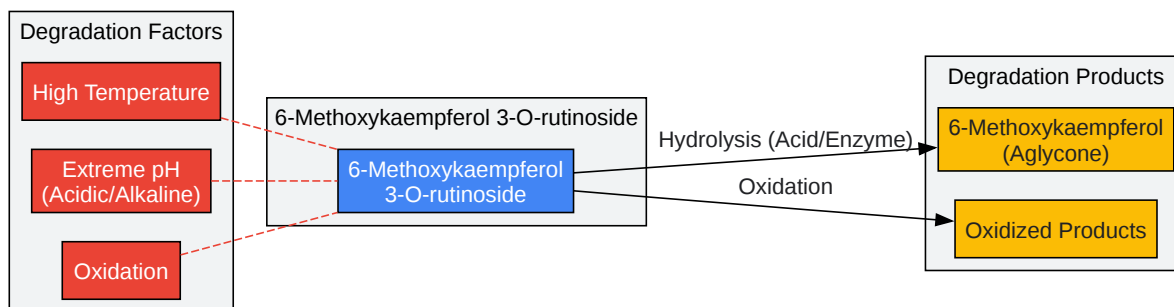 Degradation Factors
High Temperature
Extreme pH
(Acidic/Alkaline)
Oxidation
6-Methoxykaempferol 3-O-rutinoside
6-Methoxykaempferol
3-O-rutinoside
Hydrolysis (Acid/Enzyme)
Oxidation
Degradation Products
6-Methoxykaempferol
(Aglycone)
Oxidized Products